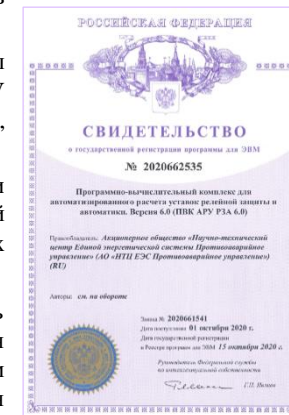 РОССИЙСКАЯ ФЕДЕРАЦИЯ
СВИДЕТЕЛЬСТВО
о государственной регистрации программы для ЭВМ
№ 2020662535
Программно-вычислительный комплекс для
автоматизированного расчета уставок релейной защиты и
автоматики. Версия 6.0 (ПВК АРУ РЗА 6.0)
Правообладатель: Акционерное общество «Научно-технический
центр Единой энергетической системы Противоаварийное
управление» (АО «НТЦ ЕЭС Противоаварийное управление»)
(RU)
Авторы: см. на обороте
Заявка № 2020661541
Дата поступления 01 октября 2020 г.
Дата государственной регистрации
в Реестре программ для ЭВМ 15 октября 2020 г.
Руководитель Федеральной службы
по интеллектуальной собственности
Г.П. Ивлиев